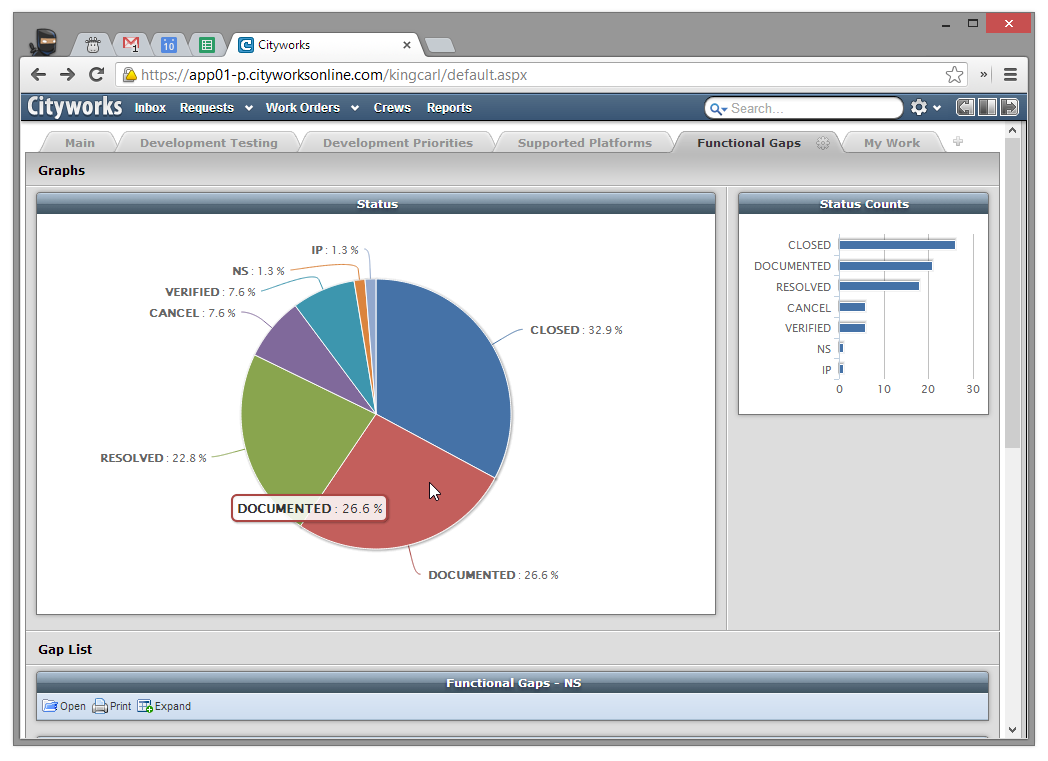 1
10
Cityworks
https://app01-p.cityworksonline.com/kingcarl/default.aspx
»
Cityworks Inbox Requests Work Orders Crews Reports Search...
Main Development Testing Development Priorities Supported Platforms Functional Gaps My Work
Graphs
Status
IP : 1.3 %
NS : 1.3 %
VERIFIED : 7.6 %
CANCEL : 7.6 %
CLOSED : 32.9 %
RESOLVED : 22.8 %
DOCUMENTED : 26.6 %
DOCUMENTED : 26.6 %
Status Counts
CLOSED
DOCUMENTED
RESOLVED
CANCEL
VERIFIED
NS
IP
0 10 20 30
Gap List
Functional Gaps - NS
Open Print Expand